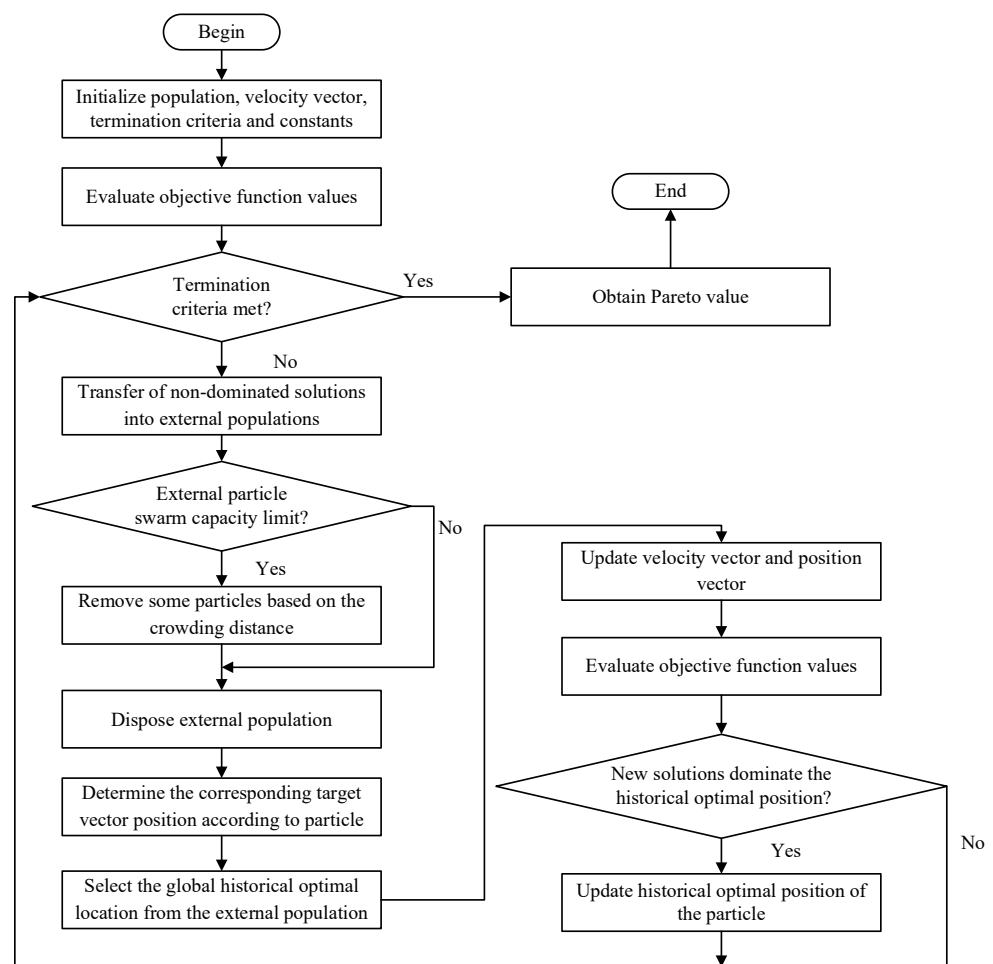 Begin
Initialize population, velocity vector,
termination criteria and constants
Evaluate objective function values
Termination
criteria met?
Yes
Obtain Pareto value
End
No
Transfer of non-dominated solutions
into external populations
External particle
swarm capacity limit?
No
Yes
Remove some particles based on the
crowding distance
Dispose external population
Determine the corresponding target
vector position according to particle
Select the global historical optimal
location from the external population
Update velocity vector and position
vector
Evaluate objective function values
New solutions dominate the
historical optimal position?
No
Yes
Update historical optimal position of
the particle